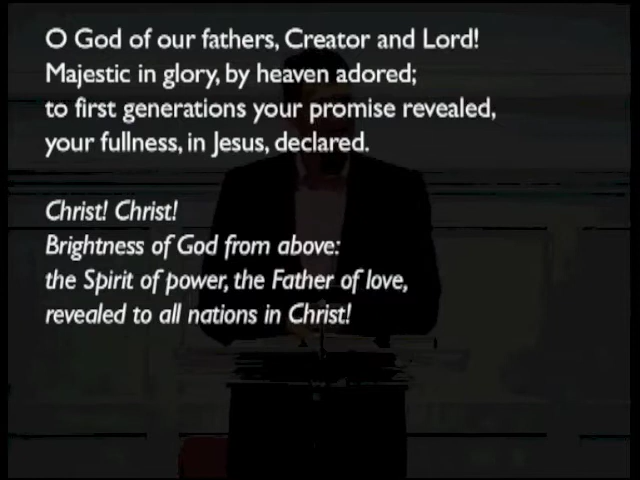 O God of our fathers, Creator and Lord!
Majestic in glory, by heaven adored;
to first generations your promise revealed,
your fullness, in Jesus, declared.
Christ! Christ!
Brightness of God from above:
the Spirit of power, the Father of love,
revealed to all nations in Christ!